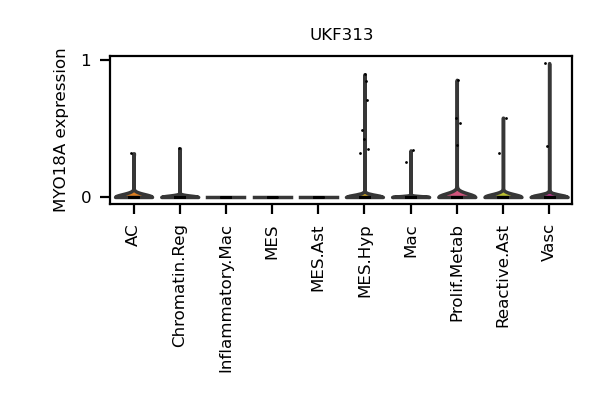 UKF313
MYO18A expression
1
0
AC
Chromatin.Reg
Inflammatory.Mac
MES
MES.Ast
MES.Hyp
Mac
Prolif.Metab
Reactive.Ast
Vasc